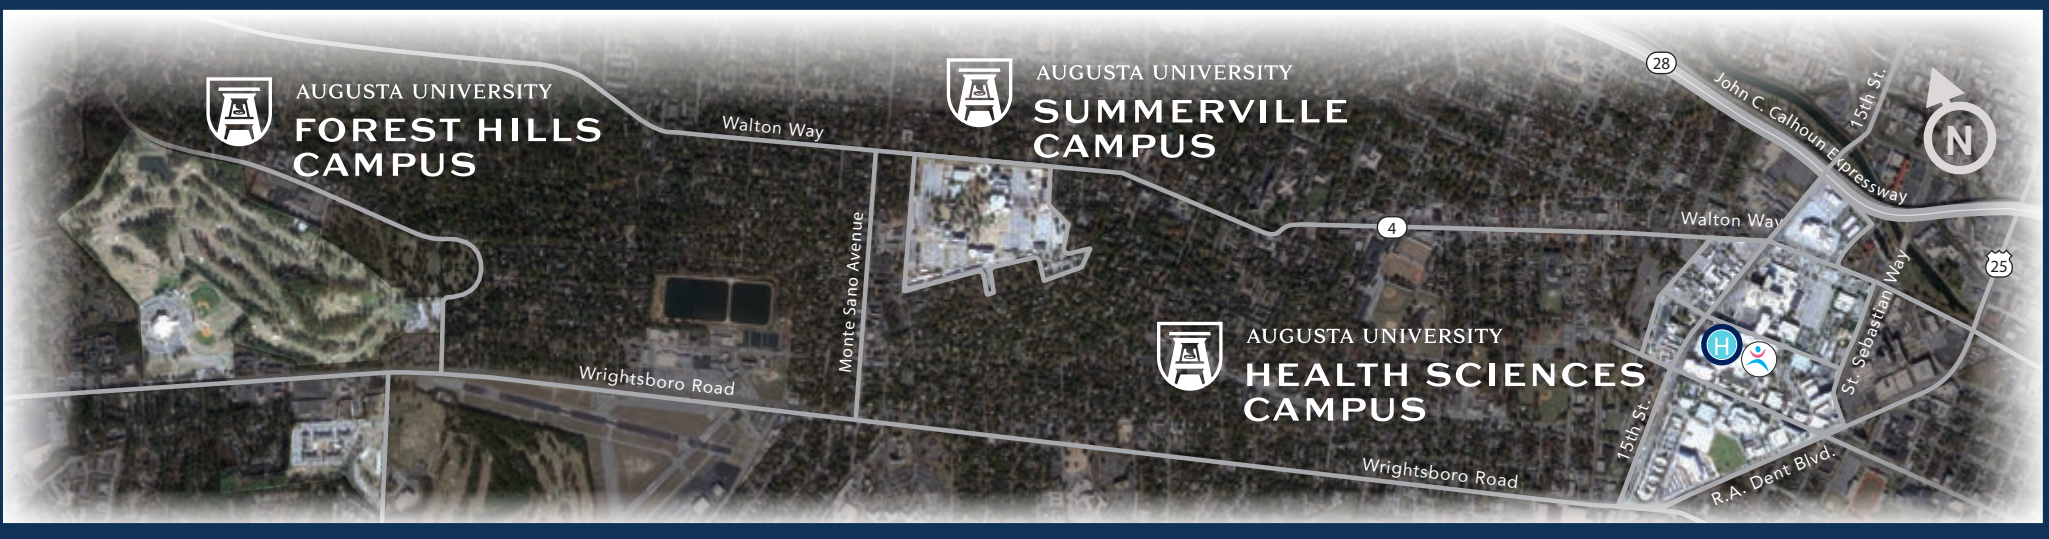 AUGUSTA UNIVERSITY
FOREST HILLS
CAMPUS
AUGUSTA UNIVERSITY
SUMMERVILLE
CAMPUS
28
John C. Calhoun Expressway
15th St.
N
Walton Way
4
Walton Way
25
Monte Sano Avenue
St. Sebastian Way
H
AUGUSTA UNIVERSITY
HEALTH SCIENCES
CAMPUS
Wrightsboro Road
15th St.
Wrightsboro Road
R.A. Dent Blvd.